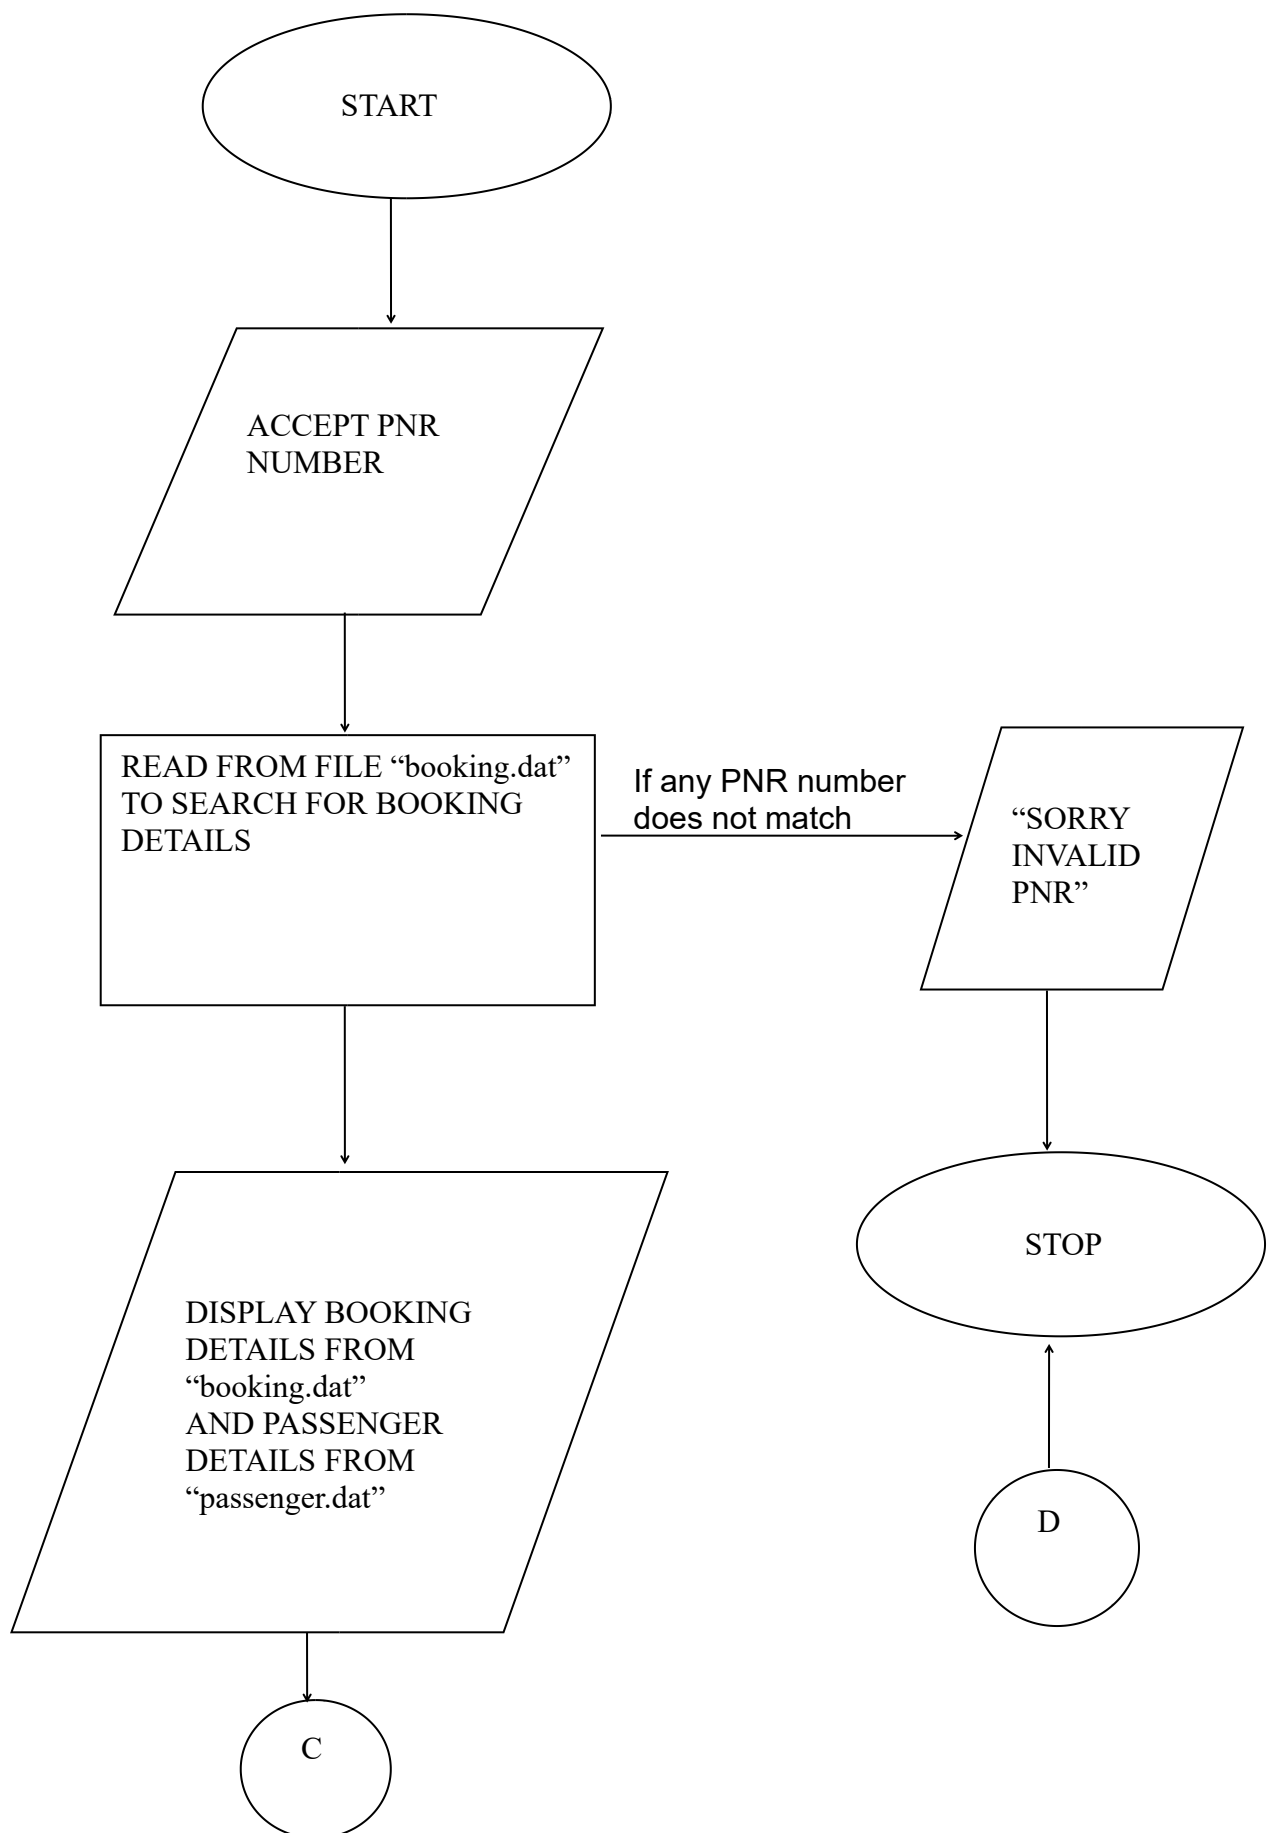 START
ACCEPT PNR
NUMBER
READ FROM FILE “booking.dat”
TO SEARCH FOR BOOKING
DETAILS
If any PNR number
does not match
“SORRY
INVALID
PNR”
DISPLAY BOOKING
DETAILS FROM
“booking.dat”
AND PASSENGER
DETAILS FROM
“passenger.dat”
STOP
D
C